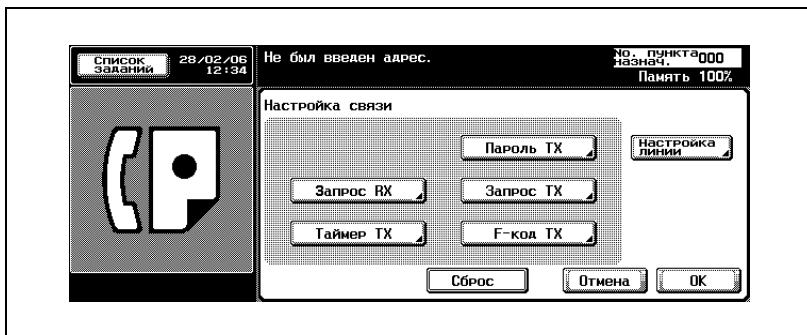 Список заданий
28/02/06
12:34
Не был введен адрес.
No. пункта назнач. 000
Память 100%
Настройка связи
Пароль TX
Настройка линии
Запрос RX
Запрос TX
Таймер TX
F-код TX
Сброс
Отмена
OK